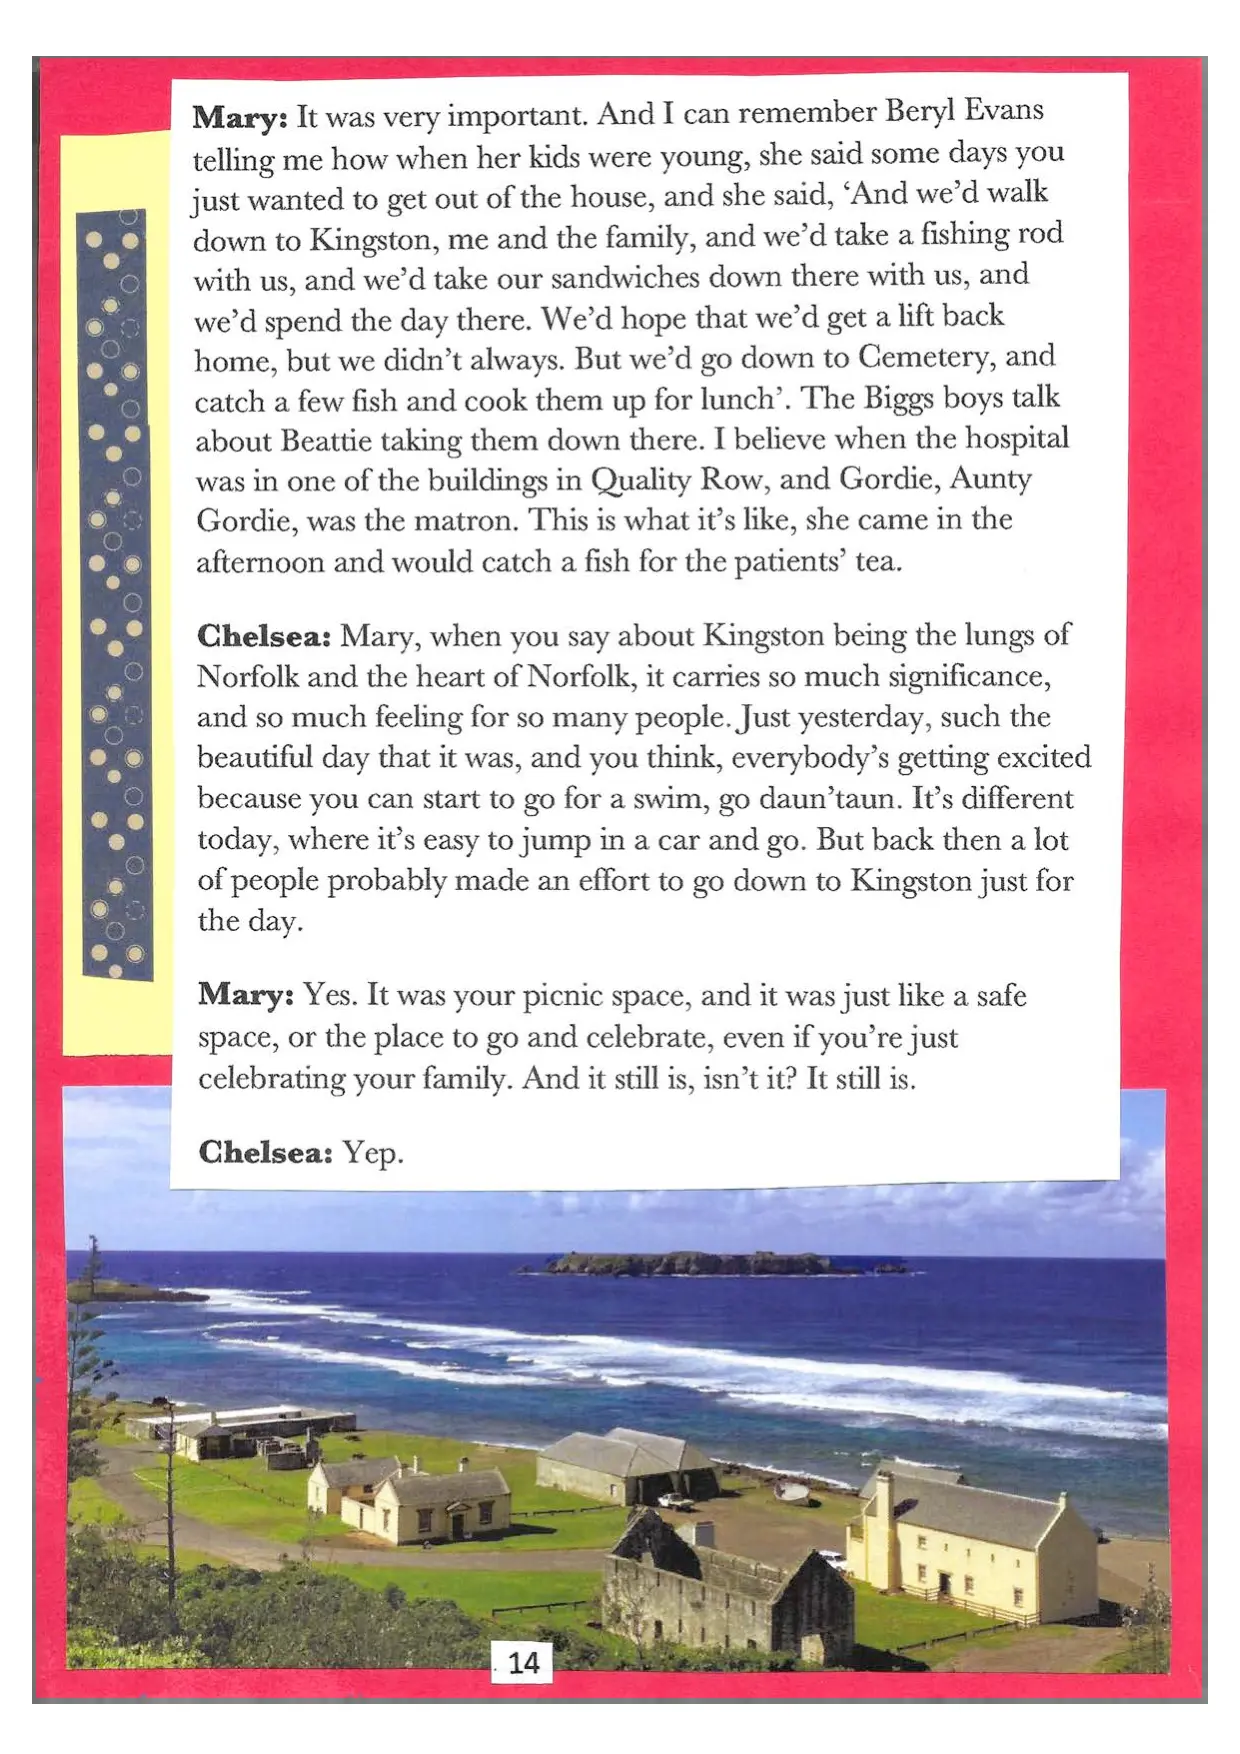 Mary: It was very important. And I can remember Beryl Evans
telling me how when her kids were young, she said some days you
just wanted to get out of the house, and she said, ‘And we’d walk
down to Kingston, me and the family, and we’d take a fishing rod
with us, and we’d take our sandwiches down there with us, and
we’d spend the day there. We’d hope that we’d get a lift back
home, but we didn’t always. But we’d go down to Cemetery, and
catch a few fish and cook them up for lunch’. The Biggs boys talk
about Beattie taking them down there. I believe when the hospital
was in one of the buildings in Quality Row, and Gordie, Aunty
Gordie, was the matron. This is what it’s like, she came in the
afternoon and would catch a fish for the patients’ tea.
Chelsea: Mary, when you say about Kingston being the lungs of
Norfolk and the heart of Norfolk, it carries so much significance,
and so much feeling for so many people. Just yesterday, such the
beautiful day that it was, and you think, everybody’s getting excited
because you can start to go for a swim, go daun’taun. It’s different
today, where it’s easy to jump in a car and go. But back then a lot
of people probably made an effort to go down to Kingston just for
the day.
Mary: Yes. It was your picnic space, and it was just like a safe
space, or the place to go and celebrate, even if you’re just
celebrating your family. And it still is, isn’t it? It still is.
Chelsea: Yep.
14